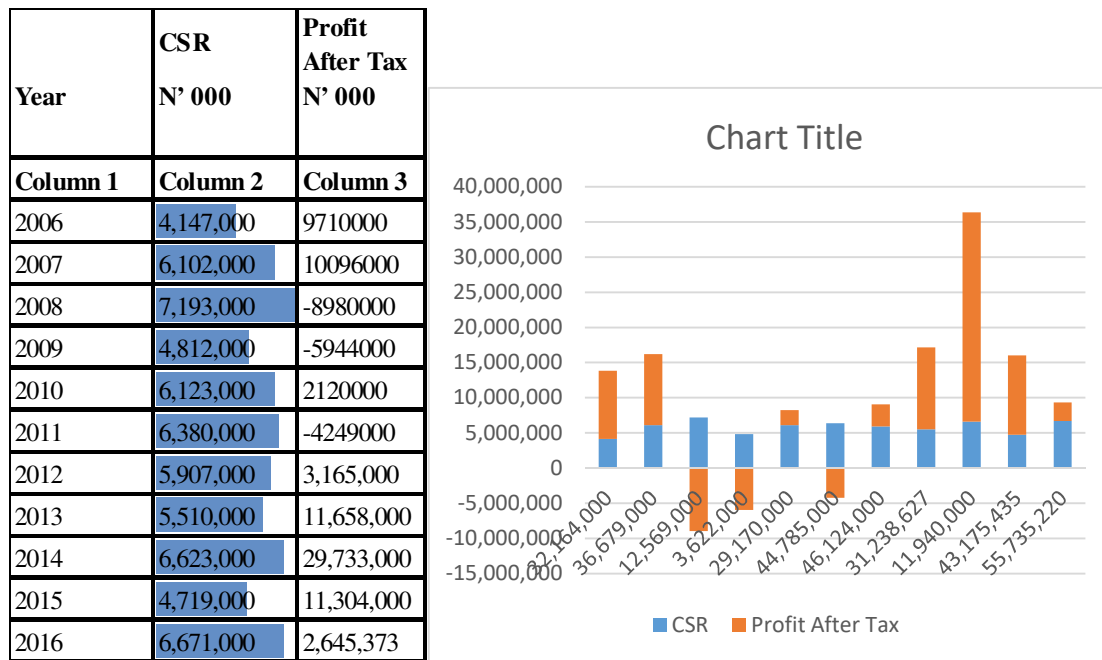 Year CSR N’ 000 Profit After Tax N’ 000
Column 1 Column 2 Column 3
2006 4,147,000 9710000
2007 6,102,000 10096000
2008 7,193,000 -8980000
2009 4,812,000 -5944000
2010 6,123,000 2120000
2011 6,380,000 -4249000
2012 5,907,000 3,165,000
2013 5,510,000 11,658,000
2014 6,623,000 29,733,000
2015 4,719,000 11,304,000
2016 6,671,000 2,645,373
Chart Title
40,000,000
35,000,000
30,000,000
25,000,000
20,000,000
15,000,000
10,000,000
5,000,000
0
-5,000,000
-10,000,000
-15,000,000
32,164,000
36,679,000
12,569,000
3,622,000
29,170,000
44,785,000
46,124,000
31,238,627
11,940,000
43,175,435
55,735,220
CSR Profit After Tax